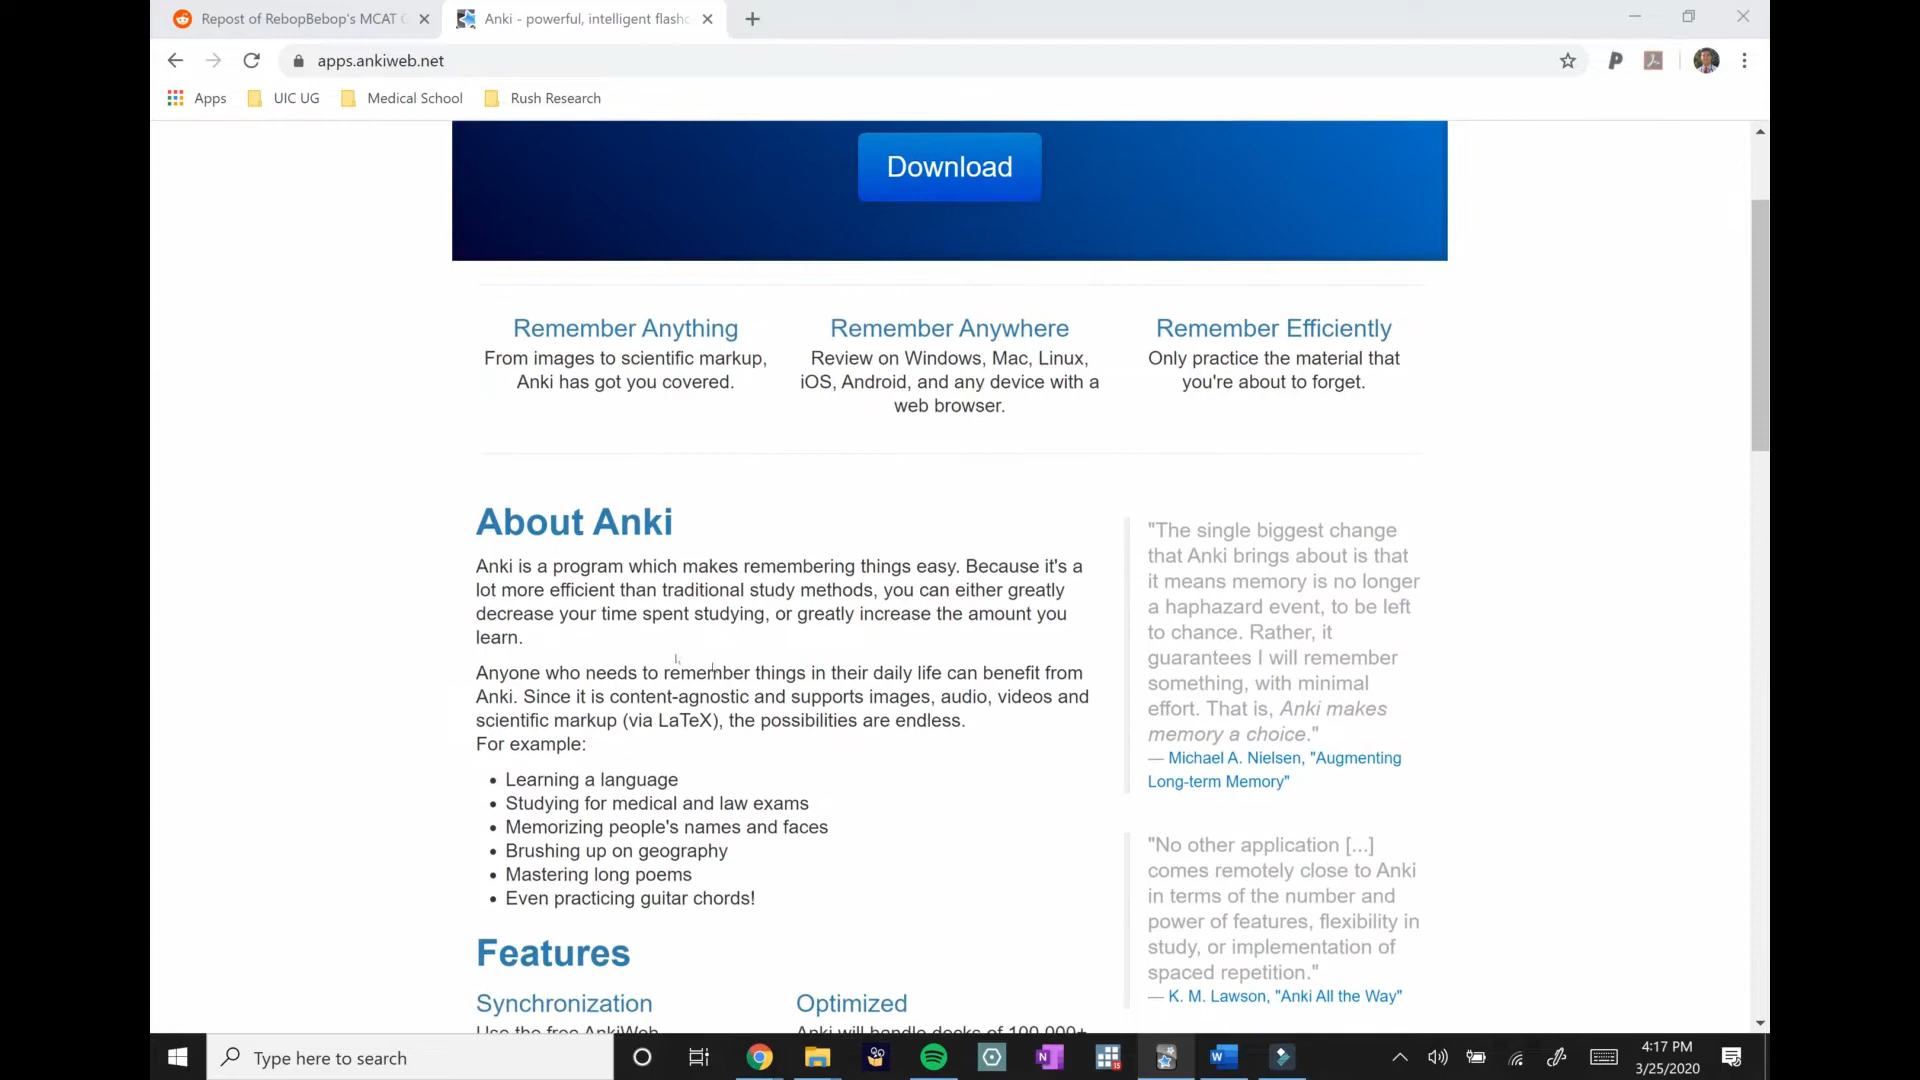 Repost of RebopBebop's MCAT
Anki - powerful, intelligent flash
apps.ankiweb.net
Apps
UIC UG
Medical School
Rush Research
Download
Remember Anything
From images to scientific markup,
Anki has got you covered.
Remember Anywhere
Review on Windows, Mac, Linux,
iOS, Android, and any device with a
web browser.
Remember Efficiently
Only practice the material that
you're about to forget.
About Anki
Anki is a program which makes remembering things easy. Because it's a
lot more efficient than traditional study methods, you can either greatly
decrease your time spent studying, or greatly increase the amount you
learn.
Anyone who needs to remember things in their daily life can benefit from
Anki. Since it is content-agnostic and supports images, audio, videos and
scientific markup (via LaTeX), the possibilities are endless.
For example:
• Learning a language
• Studying for medical and law exams
• Memorizing people's names and faces
• Brushing up on geography
• Mastering long poems
• Even practicing guitar chords!
"The single biggest change
that Anki brings about is that
it means memory is no longer
a haphazard event, to be left
to chance. Rather, it
guarantees I will remember
something, with minimal
effort. That is, Anki makes
memory a choice."
— Michael A. Nielsen, "Augmenting
Long-term Memory"
"No other application [...]
comes remotely close to Anki
in terms of the number and
power of features, flexibility in
study, or implementation of
spaced repetition."
— K. M. Lawson, "Anki All the Way"
Features
Synchronization
Use the free AnkiWeb
Optimized
Anki will handle decks of 100,000+
Type here to search
4:17 PM
3/25/2020